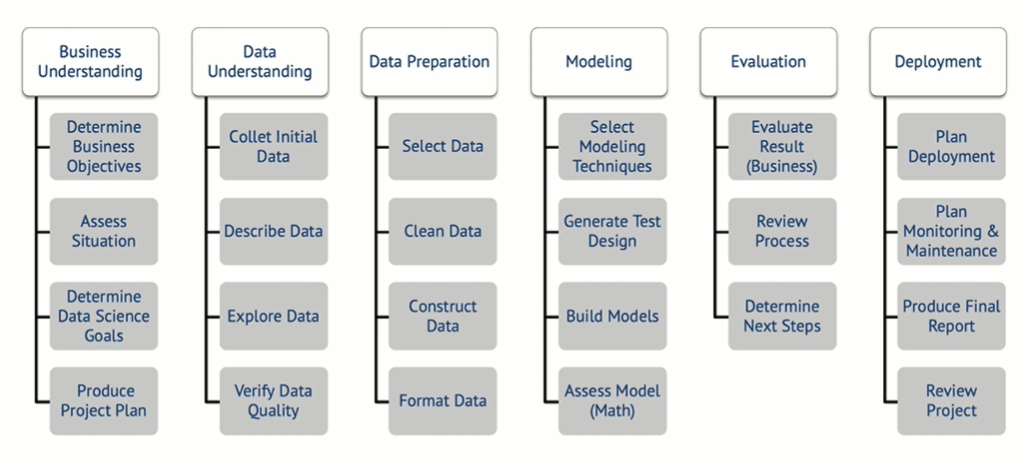 Business
Understanding
Determine
Business
Objectives
Assess
Situation
Determine
Data Science
Goals
Produce
Project Plan
Data
Understanding
Collet Initial
Data
Describe Data
Explore Data
Verify Data
Quality
Data Preparation
Select Data
Clean Data
Construct
Data
Format Data
Modeling
Select
Modeling
Techniques
Generate Test
Design
Build Models
Assess Model
(Math)
Evaluation
Evaluate
Result
(Business)
Review
Process
Determine
Next Steps
Deployment
Plan
Deployment
Plan
Monitoring &
Maintenance
Produce Final
Report
Review
Project